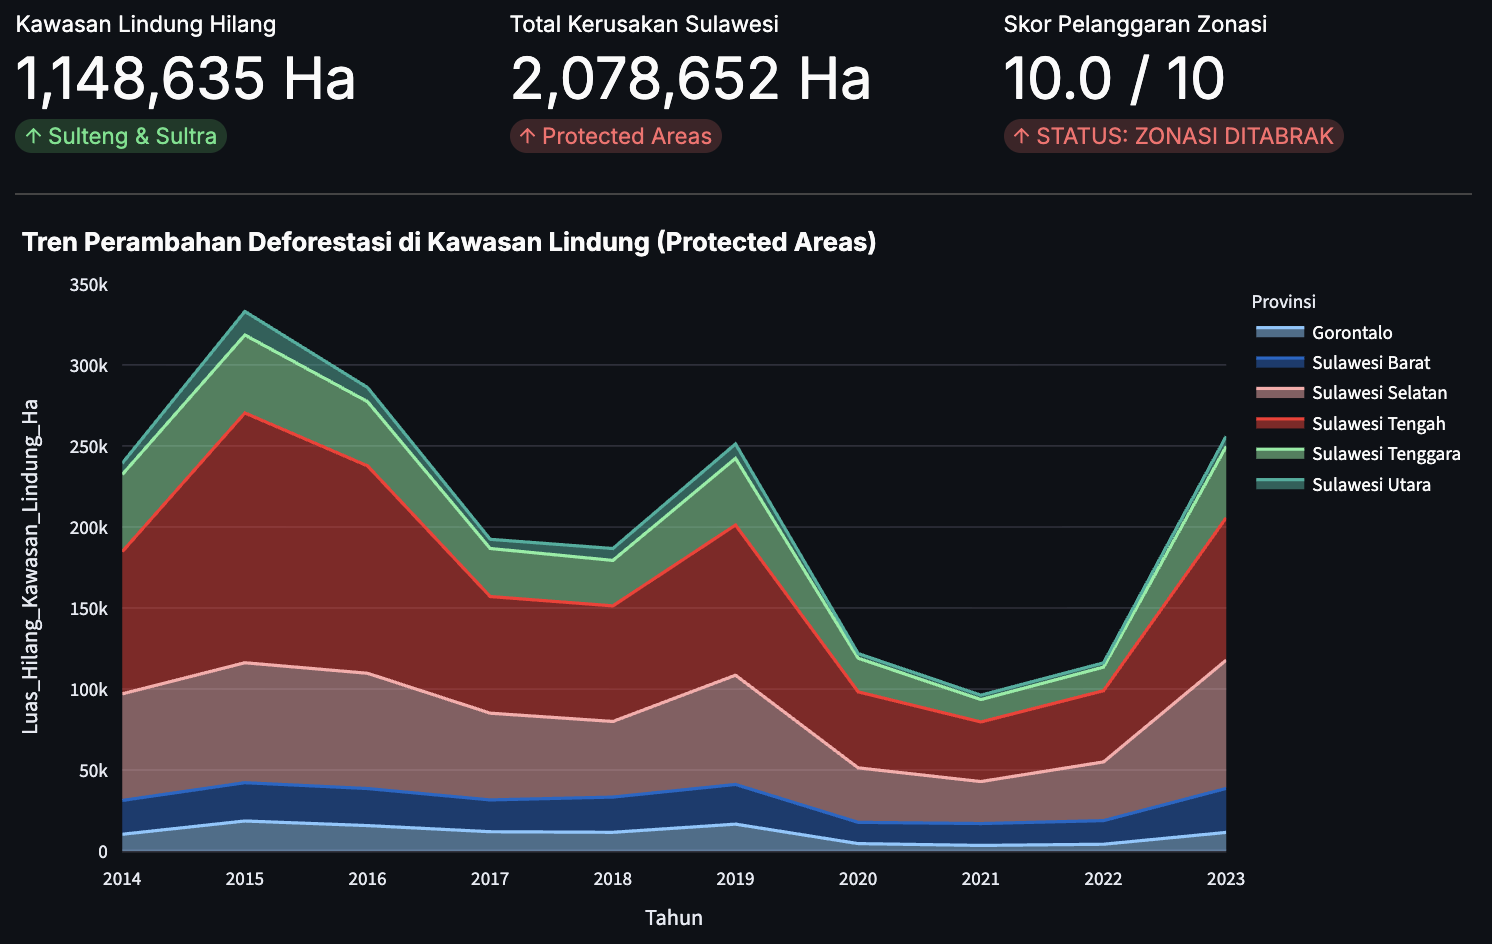 Kawasan Lindung Hilang
1,148,635 Ha
↑ Sulteng & Sultra
Total Kerusakan Sulawesi
2,078,652 Ha
↑ Protected Areas
Skor Pelanggaran Zonasi
10.0 / 10
↑ STATUS: ZONASI DITABRAK
Tren Perambahan Deforestasi di Kawasan Lindung (Protected Areas)
Luas_Hilang_Kawasan_Lindung_Ha
350k
300k
250k
200k
150k
100k
50k
0
2014
2015
2016
2017
2018
2019
2020
2021
2022
2023
Tahun
Provinsi
Gorontalo
Sulawesi Barat
Sulawesi Selatan
Sulawesi Tengah
Sulawesi Tenggara
Sulawesi Utara